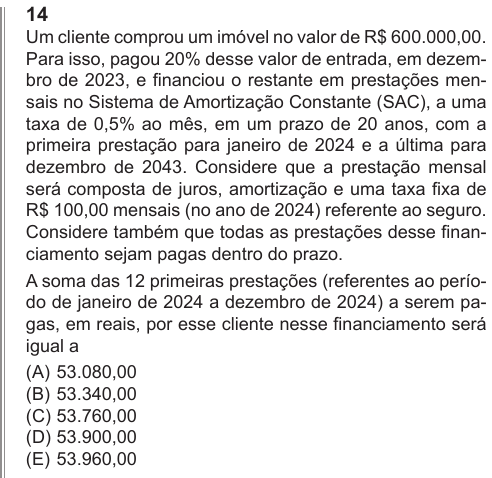 14
Um cliente comprou um imóvel no valor de R$ 600.000,00.
Para isso, pagou 20% desse valor de entrada, em dezem-
bro de 2023, e financiou o restante em prestações men-
sais no Sistema de Amortização Constante (SAC), a uma
taxa de 0,5% ao mês, em um prazo de 20 anos, com a
primeira prestação para janeiro de 2024 e a última para
dezembro de 2043. Considere que a prestação mensal
será composta de juros, amortização e uma taxa fixa de
R$ 100,00 mensais (no ano de 2024) referente ao seguro.
Considere também que todas as prestações desse finan-
ciamento sejam pagas dentro do prazo.
A soma das 12 primeiras prestações (referentes ao perío-
do de janeiro de 2024 a dezembro de 2024) a serem pa-
gas, em reais, por esse cliente nesse financiamento será
igual a
(A) 53.080,00
(B) 53.340,00
(C) 53.760,00
(D) 53.900,00
(E) 53.960,00